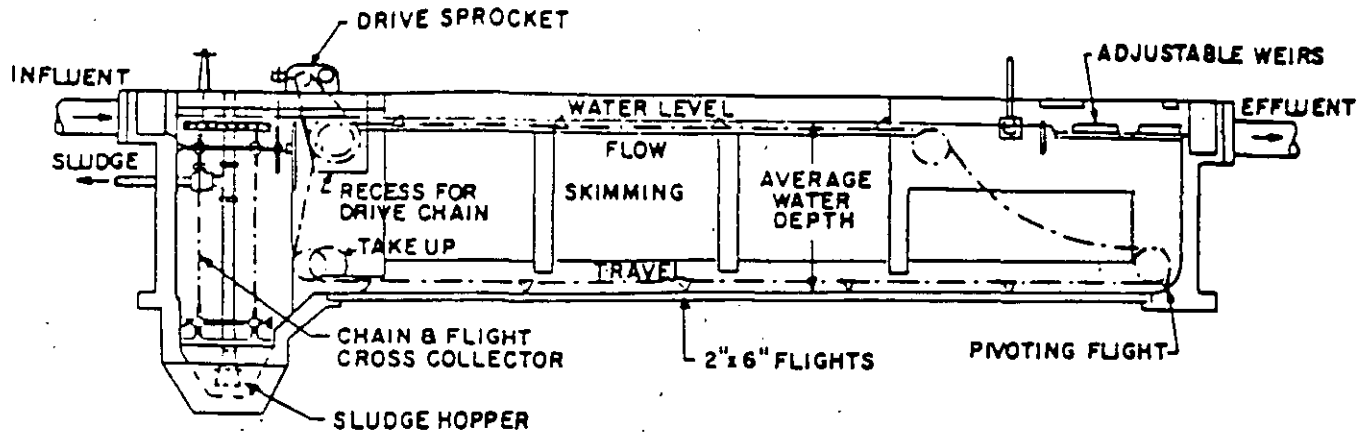 DRIVE SPROCKET
ADJUSTABLE WEIRS
INFLUENT
WATER LEVEL
EFFLUENT
FLOW
SLUDGE
RECESS FOR
DRIVE CHAIN
SKIMMING
AVERAGE
WATER
DEPTH
TAKE UP
TRAVEL
CHAIN & FLIGHT
CROSS COLLECTOR
2"x6" FLIGHTS
PIVOTING FLIGHT
SLUDGE HOPPER